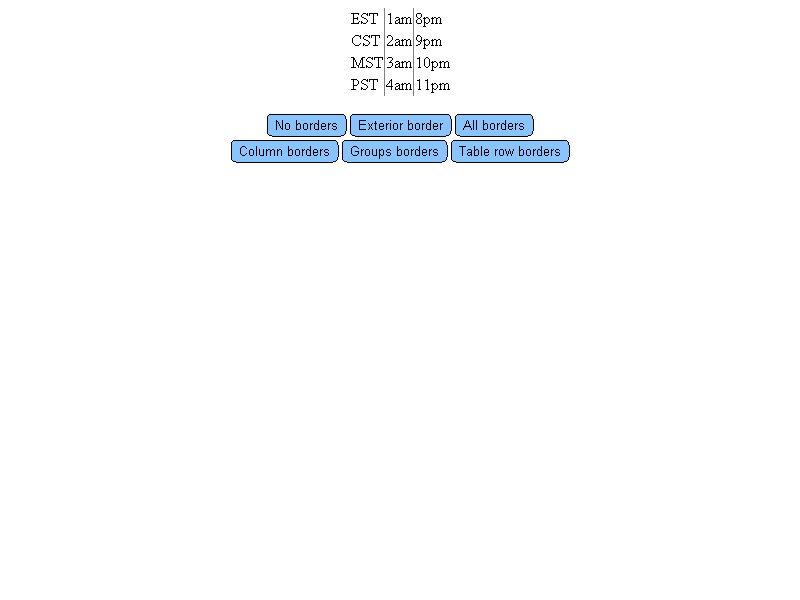 EST 1am 8pm
CST 2am 9pm
MST 3am 10pm
PST 4am 11pm
No borders Exterior border All borders
Column borders Groups borders Table row borders